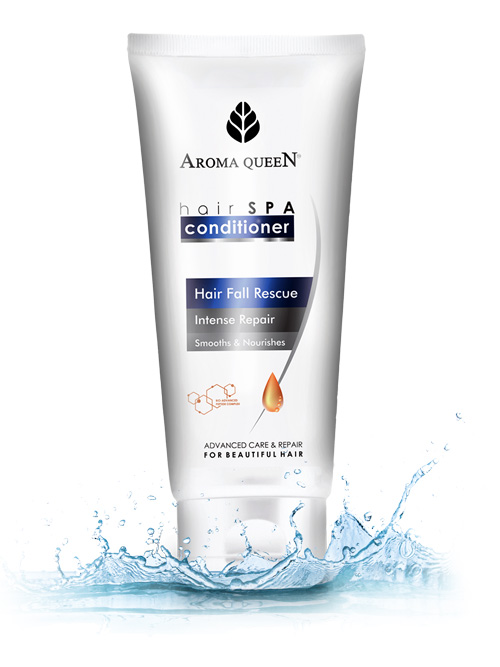 AROMA QUEEN®
hair SPA
conditioner
Hair Fall Rescue
Intense Repair
Smooths & Nourishes
ADVANCED CARE & REPAIR
FOR BEAUTIFUL HAIR